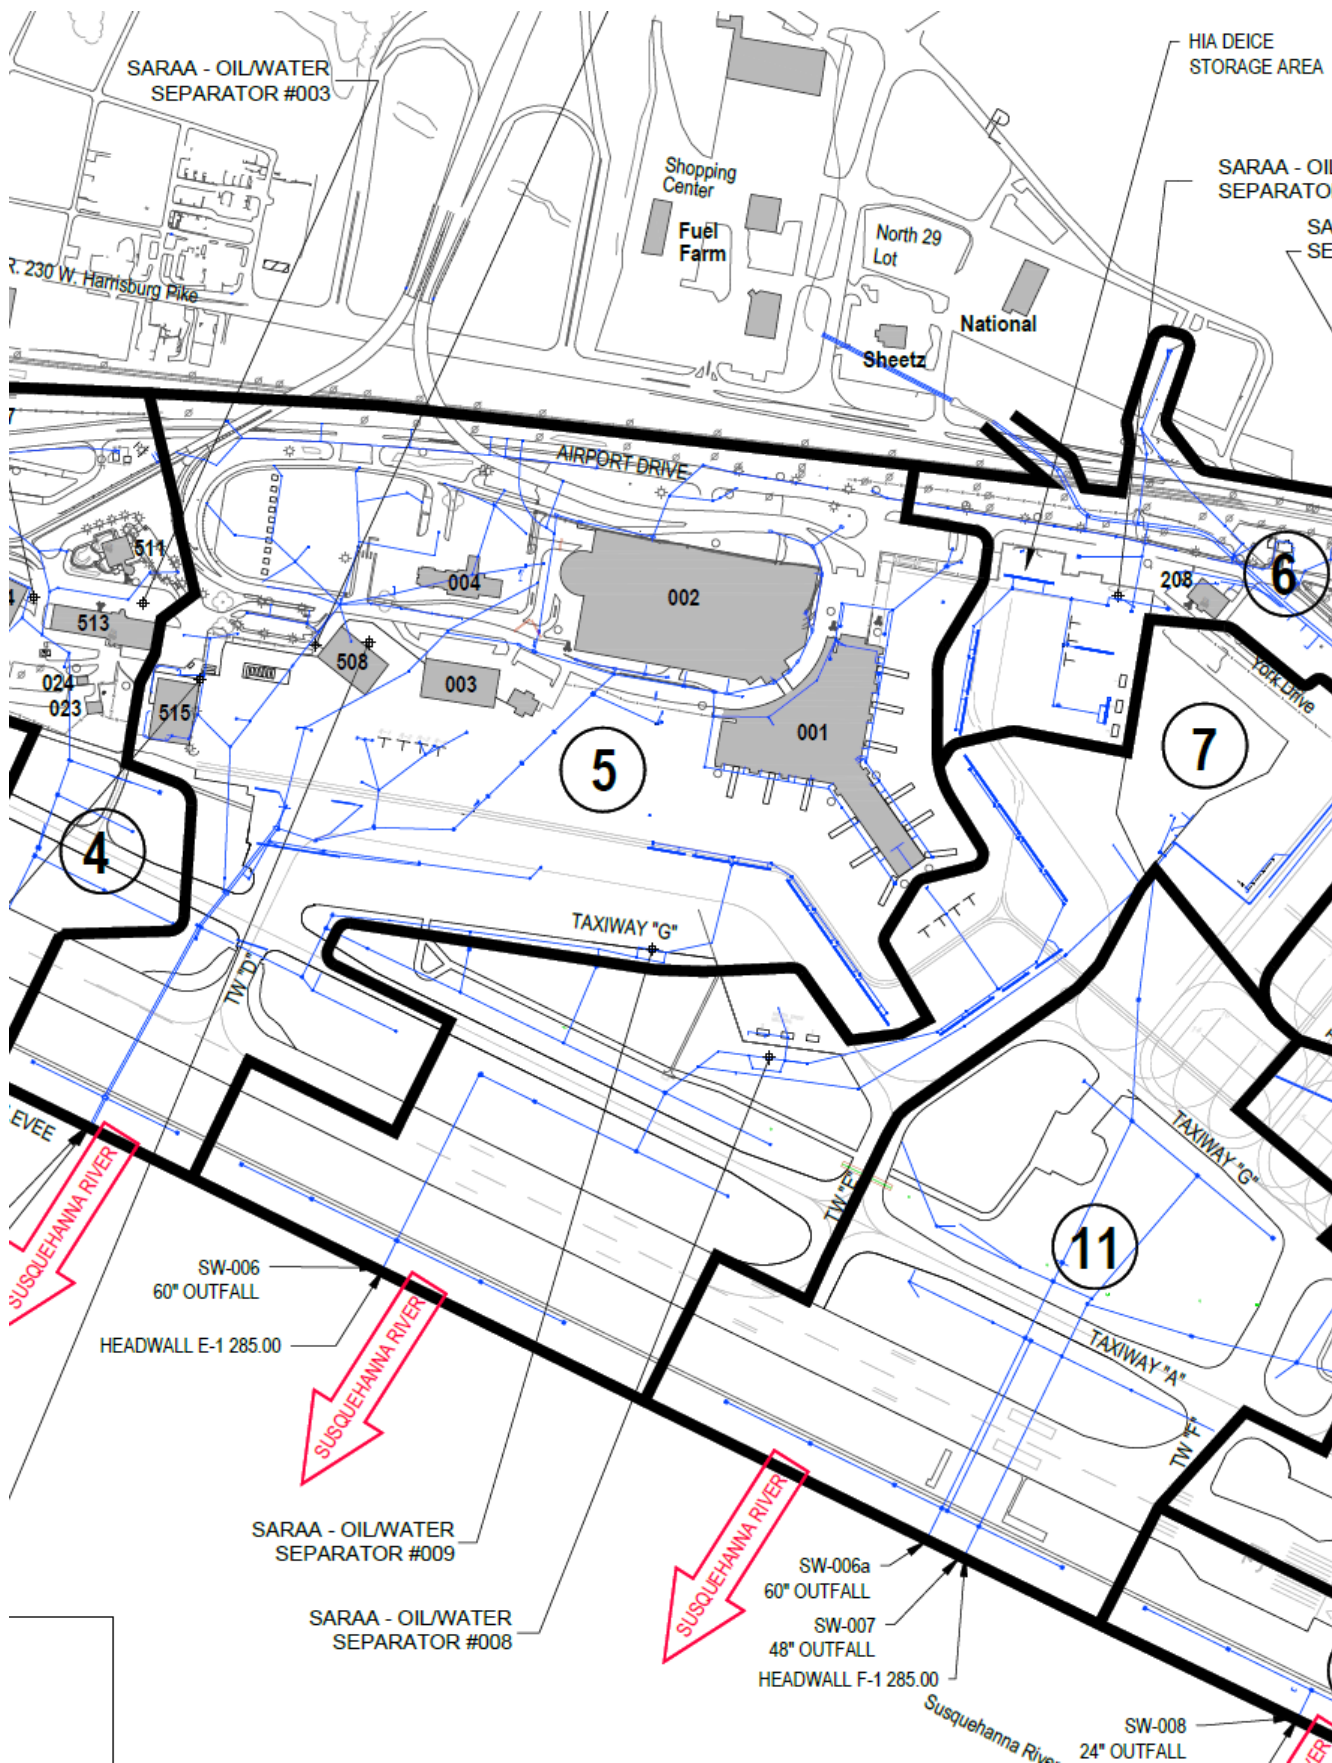 HIA DEICE
STORAGE AREA
SARAA - OIL/WATER
SEPARATOR #003
Shopping
Center
Fuel
Farm
North 29
Lot
SARAA - OIL
SEPARATO
SA
SE
R. 230 W. Harrisburg Pike
National
Sheetz
AIRPORT DRIVE
511
004
002
208
6
513
508
003
024
023
515
001
York Drive
5
7
4
TAXIWAY "G"
TW "D"
EVEE
SUSQUEHANNA RIVER
TAXIWAY "G"
TW "E"
11
SW-006
60" OUTFALL
HEADWALL E-1 285.00
SUSQUEHANNA RIVER
TAXIWAY "A"
TW "F"
SARAA - OIL/WATER
SEPARATOR #009
SUSQUEHANNA RIVER
SW-006a
60" OUTFALL
SARAA - OIL/WATER
SEPARATOR #008
SW-007
48" OUTFALL
HEADWALL F-1 285.00
Susquehanna River
SW-008
24" OUTFALL
VER